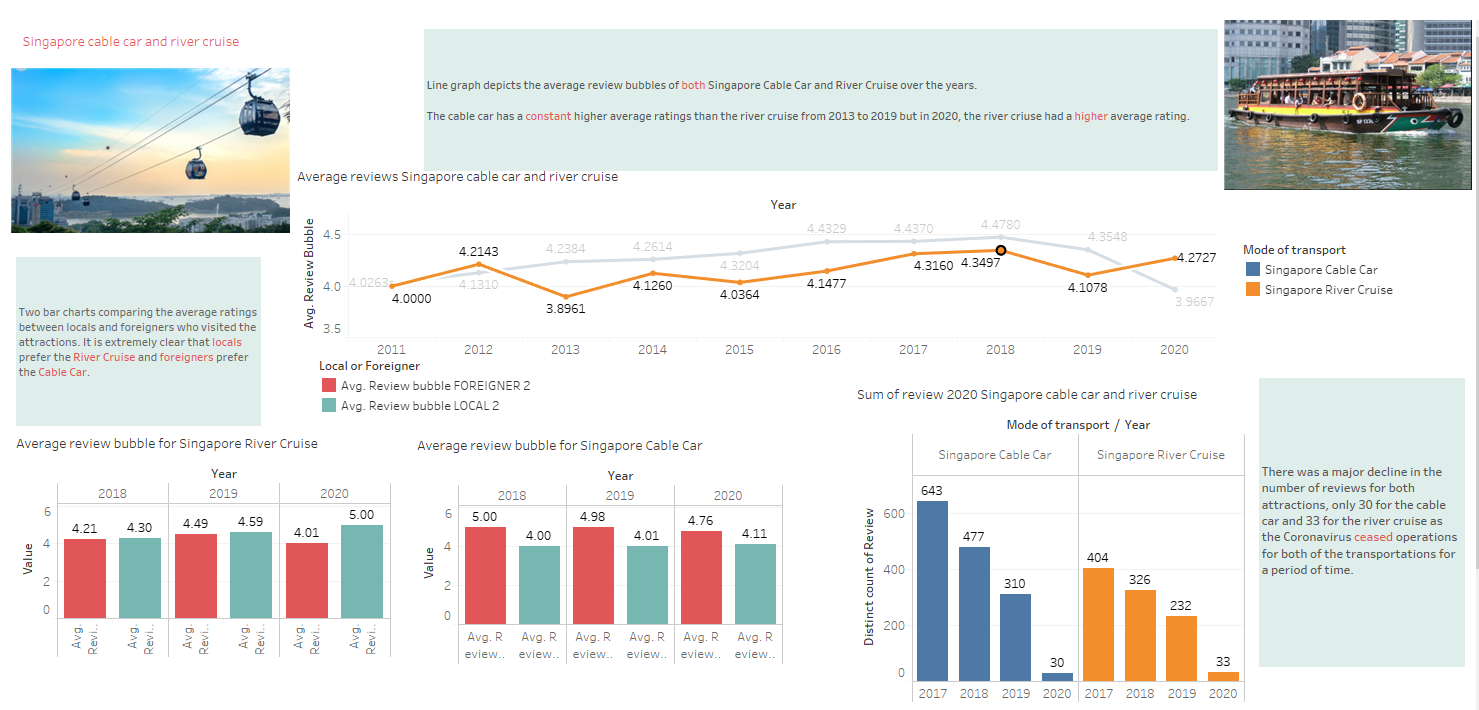 Singapore cable car and river cruise
Line graph depicts the average review bubbles of both Singapore Cable Car and River Cruise over the years.
The cable car has a constant higher average ratings than the river cruise from 2013 to 2019 but in 2020, the river criuse had a higher average rating.
Average reviews Singapore cable car and river cruise
Year
Avg. Review Bubble
4.5
4.0
3.5
4.2143
4.2384
4.2614
4.3204
4.4329
4.4370
4.4780
4.3548
4.2727
4.0263
4.0000
4.1310
3.8961
4.1260
4.0364
4.1477
4.3160
4.3497
4.1078
3.9667
2011 2012 2013 2014 2015 2016 2017 2018 2019 2020
Mode of transport
Singapore Cable Car
Singapore River Cruise
Two bar charts comparing the average ratings
between locals and foreigners who visited the
attractions. It is extremely clear that locals
prefer the River Cruise and foreigners prefer
the Cable Car.
Local or Foreigner
Avg. Review bubble FOREIGNER 2
Avg. Review bubble LOCAL 2
Average review bubble for Singapore River Cruise
Year
2018 2019 2020
Value
6
4
2
0
4.21 4.30 4.49 4.59 4.01 5.00
Avg. Revi.. Avg. Revi.. Avg. Revi.. Avg. Revi.. Avg. Revi.. Avg. Revi..
Average review bubble for Singapore Cable Car
Year
2018 2019 2020
Value
6
4
2
0
5.00 4.00 4.98 4.01 4.76 4.11
Avg. R Avg. R Avg. R Avg. R Avg. R Avg. R
eview.. eview.. eview.. eview.. eview.. eview..
Sum of review 2020 Singapore cable car and river cruise
Mode of transport / Year
Singapore Cable Car Singapore River Cruise
Distinct count of Review
600
400
200
0
643 477 310 30 404 326 232 33
2017 2018 2019 2020 2017 2018 2019 2020
There was a major decline in the
number of reviews for both
attractions, only 30 for the cable
car and 33 for the river cruise as
the Coronavirus ceased operations
for both of the transportations for
a period of time.